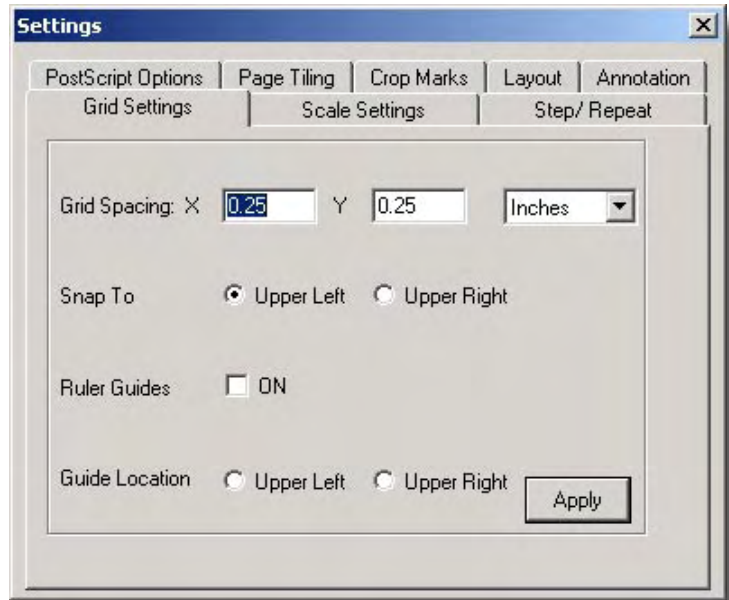 Settings
PostScript Options Page Tiling Crop Marks Layout Annotation
Grid Settings Scale Settings Step/ Repeat
Grid Spacing: X 0.25 Y 0.25 Inches
Snap To Upper Left Upper Right
Ruler Guides ON
Guide Location Upper Left Upper Right
Apply